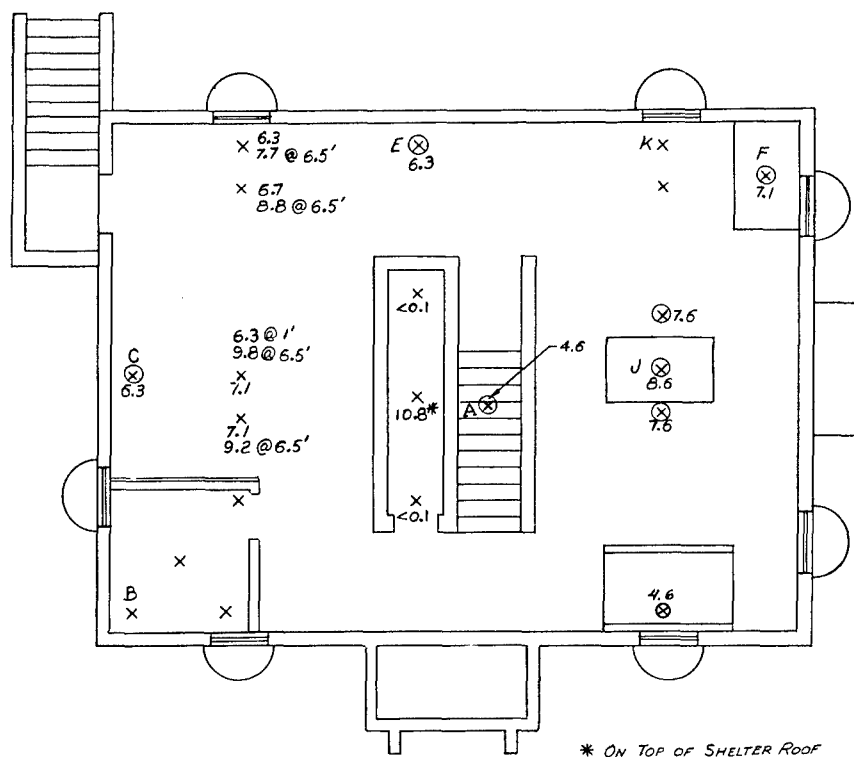 6.3
7.7 @ 6.5'
E
6.3
K
F
7.1
6.7
8.8 @ 6.5'
<0.1
7.6
6.3 @ 1'
9.8 @ 6.5'
4.6
C
6.3
7.1
J
8.6
10.8*
A
7.6
7.1
9.2 @ 6.5'
<0.1
B
4.6
* ON TOP OF SHELTER ROOF